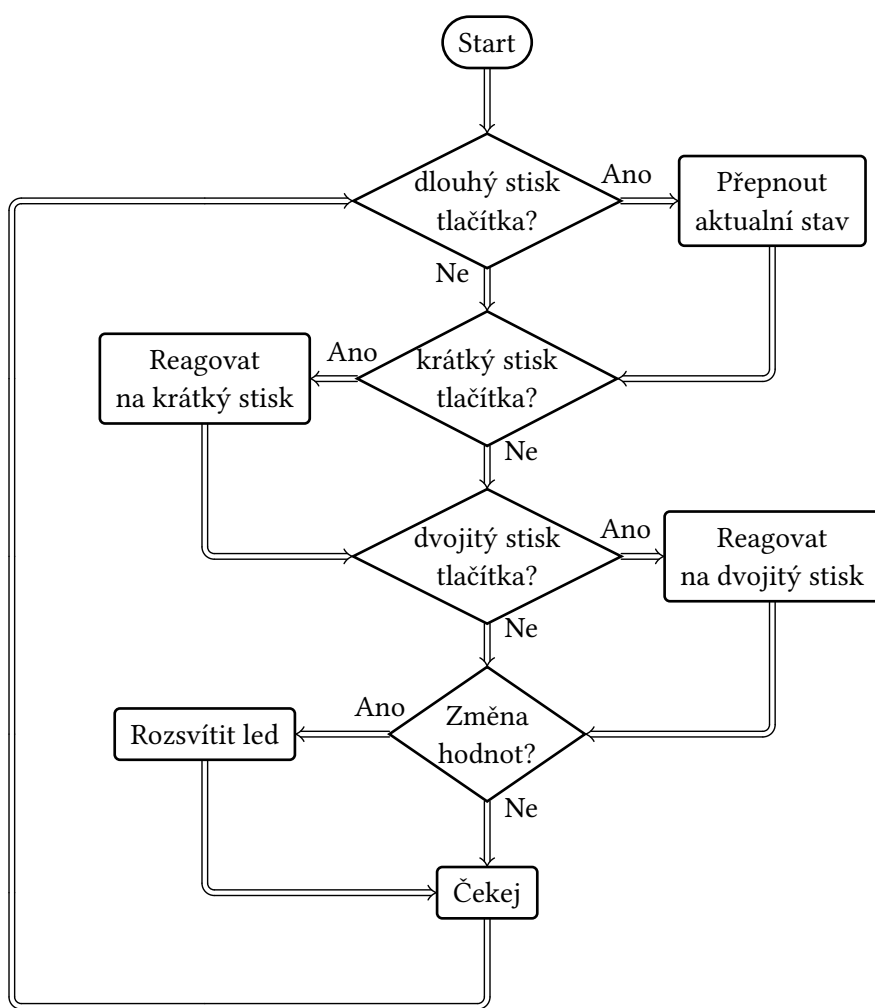 Start
dlouhý stisk
tlačítka?
Ano
Přepnout
aktualní stav
Ne
Reagovat
na krátký stisk
Ano
krátký stisk
tlačítka?
Ne
dvojitý stisk
tlačítka?
Ano
Reagovat
na dvojitý stisk
Ne
Rozsvítit led
Ano
Změna
hodnot?
Ne
Čekej